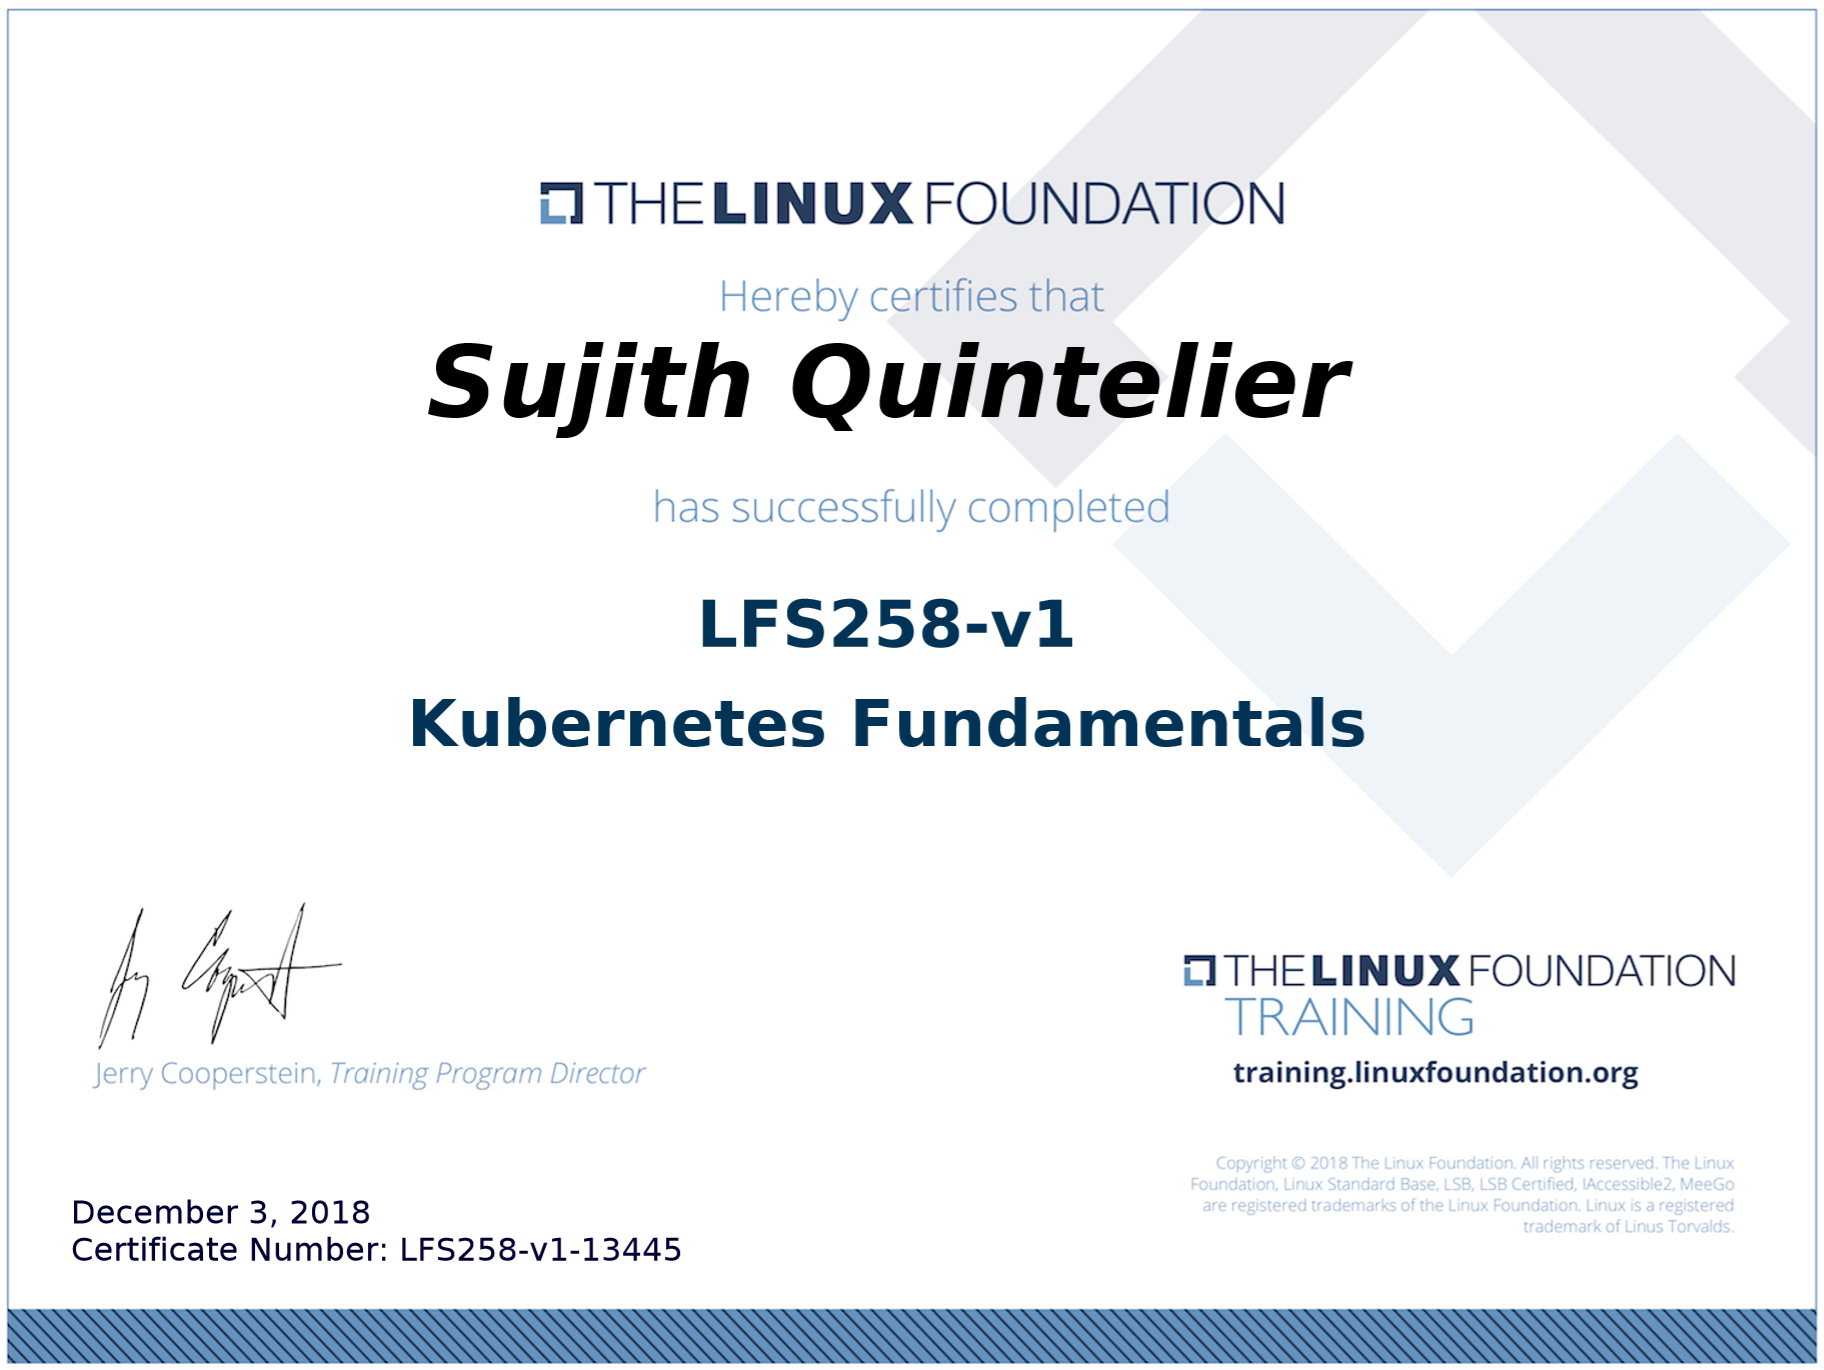 THE LINUX FOUNDATION
Hereby certifies that
Sujith Quintelier
has successfully completed
LFS258-v1
Kubernetes Fundamentals
Jerry Cooperstein, Training Program Director
December 3, 2018
Certificate Number: LFS258-v1-13445
THE LINUX FOUNDATION
TRAINING
training.linuxfoundation.org
Copyright © 2018 The Linux Foundation. All rights reserved. The Linux
Foundation, Linux Standard Base, LSB, LSB Certified, IAccessible2, MeeGo
are registered trademarks of the Linux Foundation. Linux is a registered
trademark of Linus Torvalds.